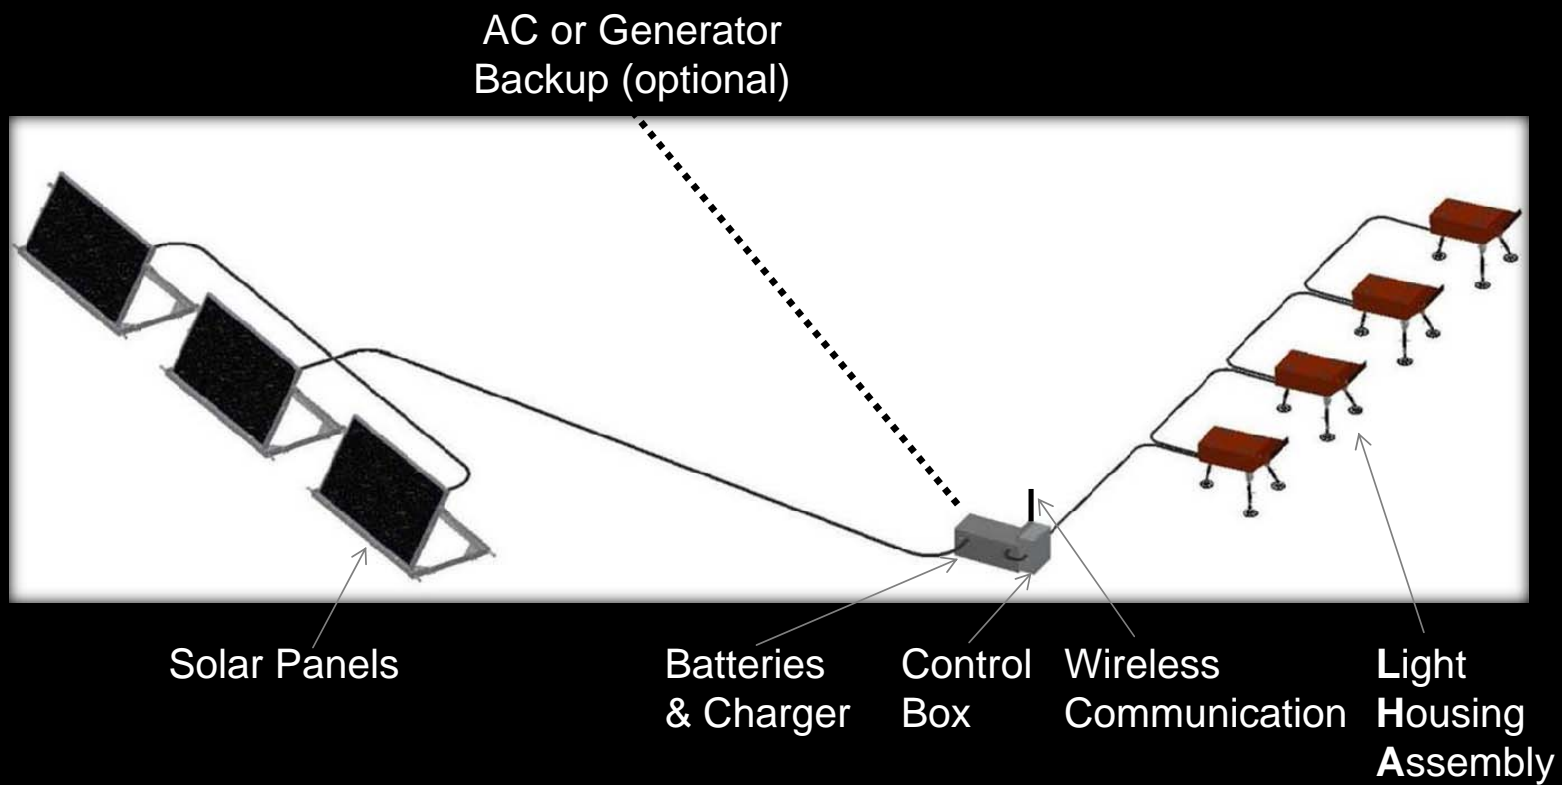 AC or Generator
Backup (optional)
Solar Panels
Batteries
& Charger
Control
Box
Wireless
Communication
Light
Housing
Assembly